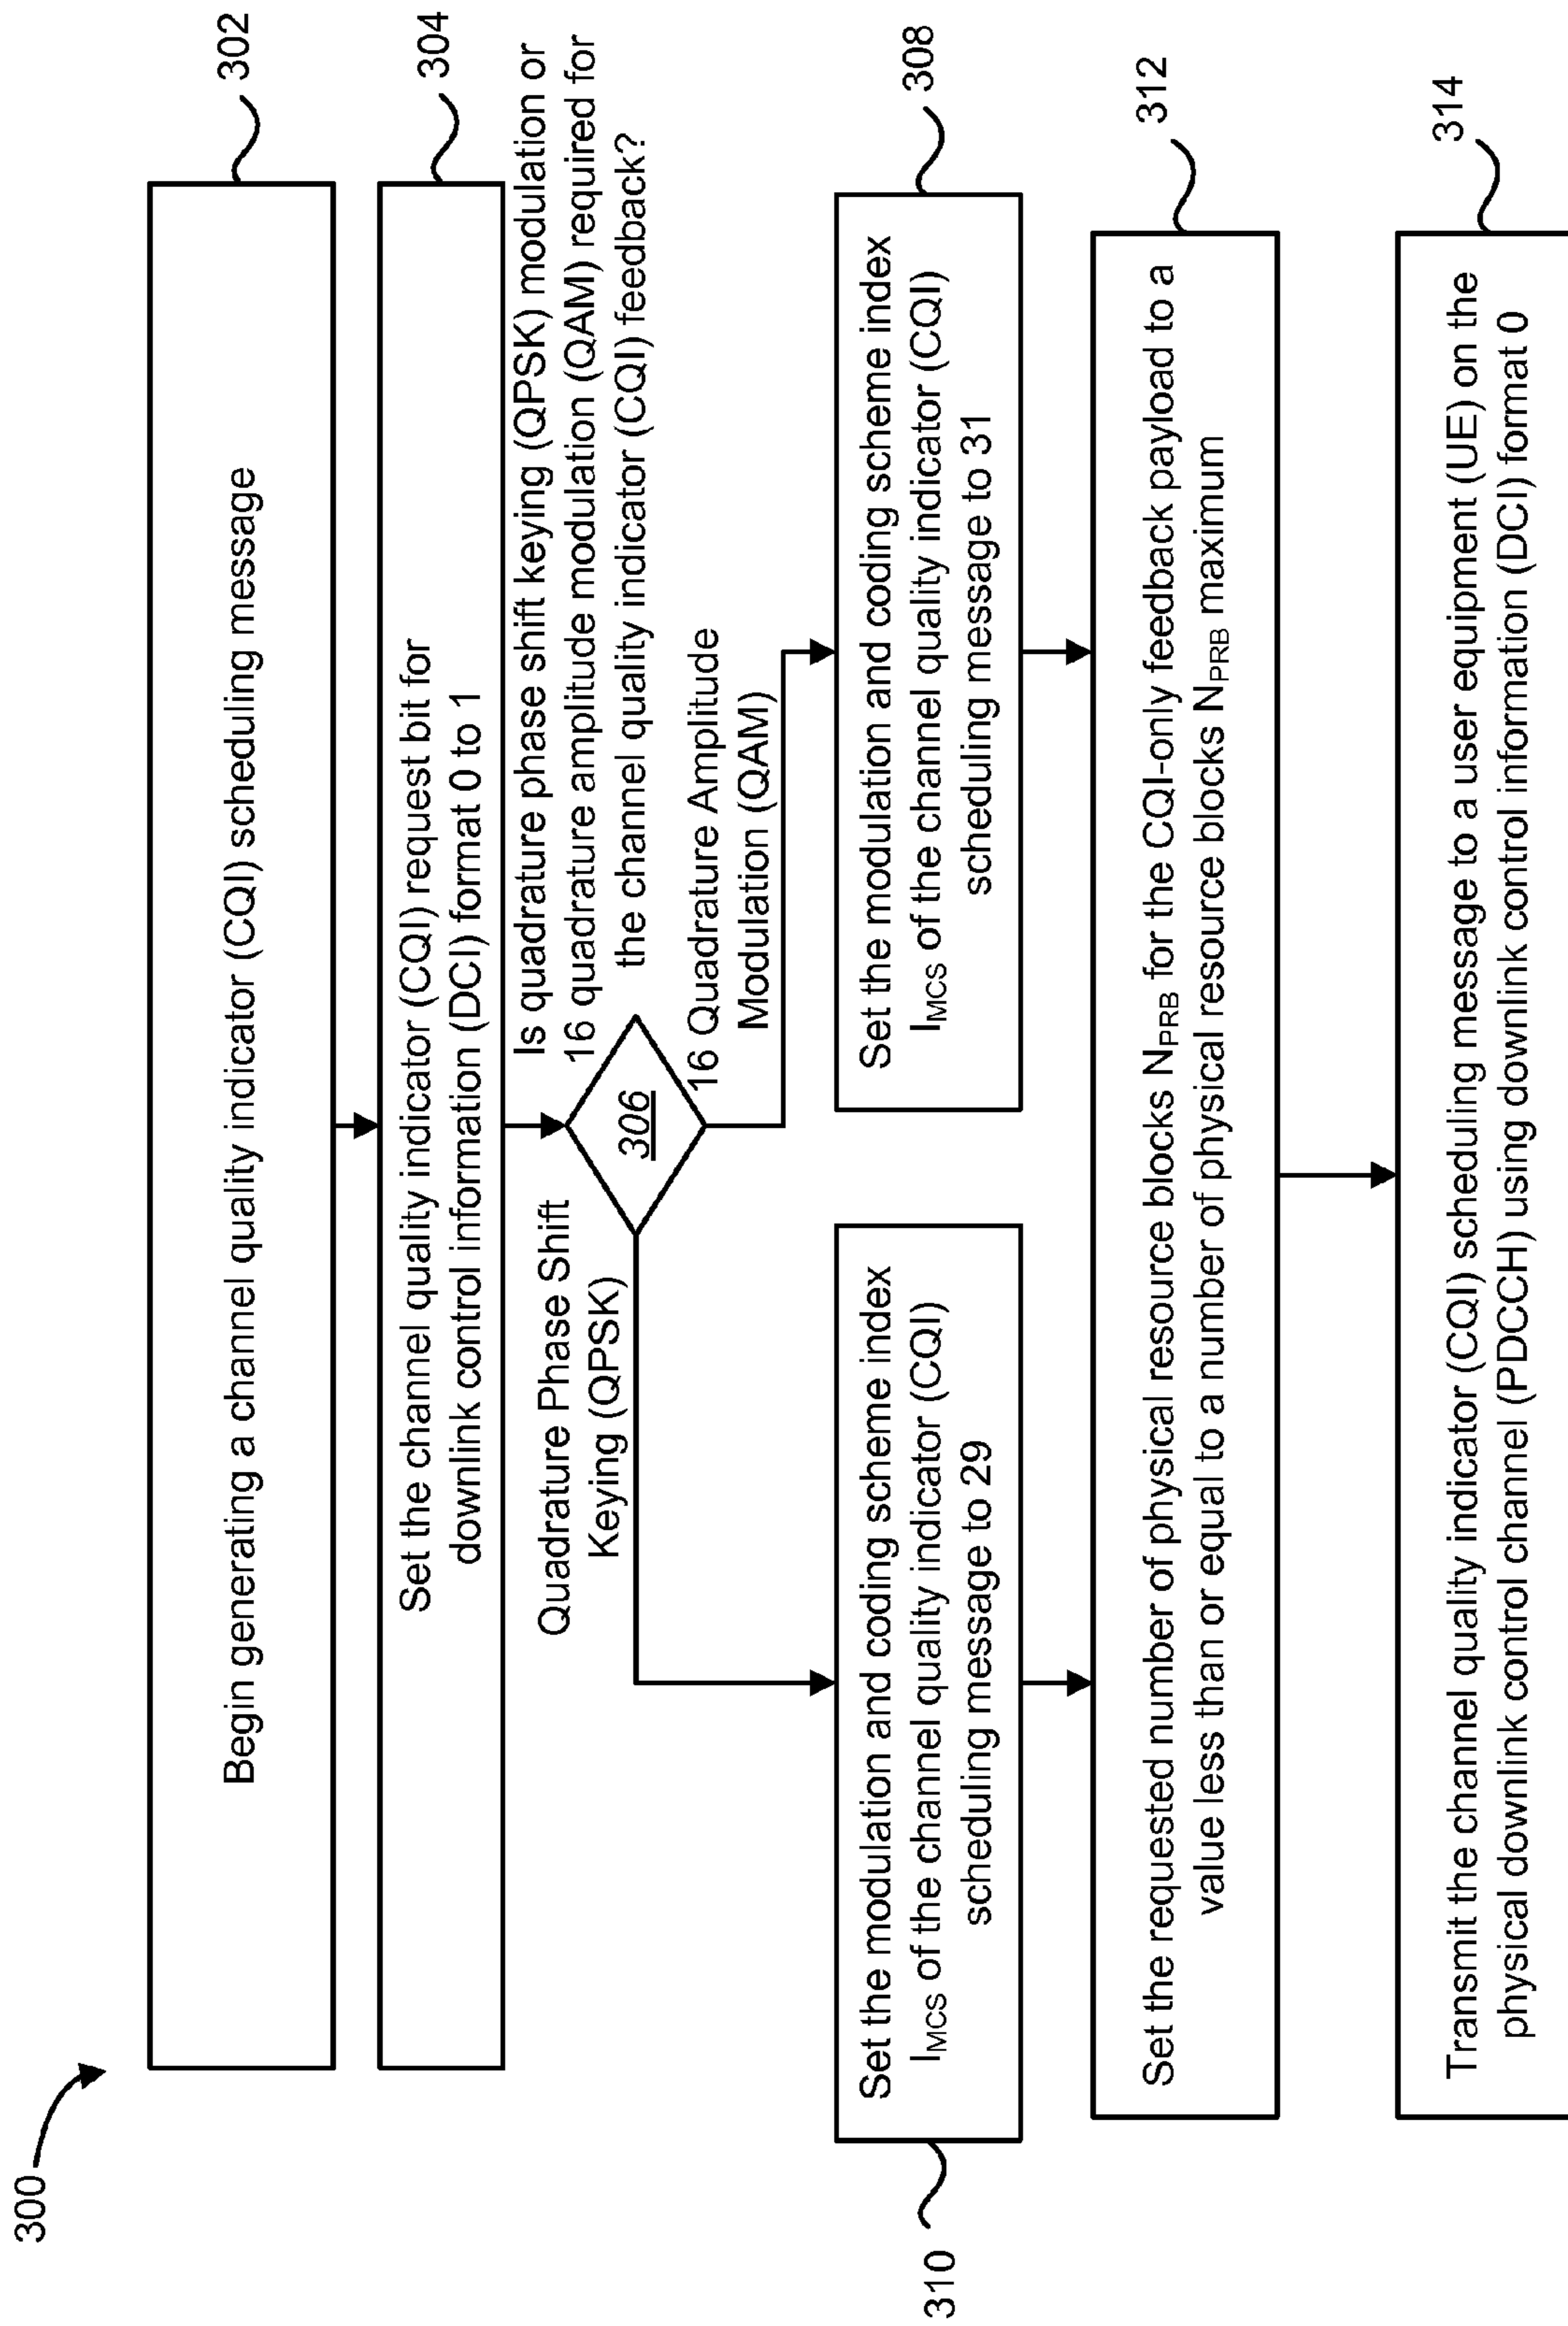 300
Begin generating a channel quality indicator (CQI) scheduling message
302
Set the channel quality indicator (CQI) request bit for
downlink control information (DCI) format 0 to 1
304
Is quadrature phase shift keying (QPSK) modulation or
16 quadrature amplitude modulation (QAM) required for
the channel quality indicator (CQI) feedback?
306
Quadrature Phase Shift
Keying (QPSK)
16 Quadrature Amplitude
Modulation (QAM)
310
Set the modulation and coding scheme index
IMCS of the channel quality indicator (CQI)
scheduling message to 29
Set the modulation and coding scheme index
IMCS of the channel quality indicator (CQI)
scheduling message to 31
308
Set the requested number of physical resource blocks NPRB for the CQI-only feedback payload to a
value less than or equal to a number of physical resource blocks NPRB maximum
312
Transmit the channel quality indicator (CQI) scheduling message to a user equipment (UE) on the
physical downlink control channel (PDCCH) using downlink control information (DCI) format 0
314